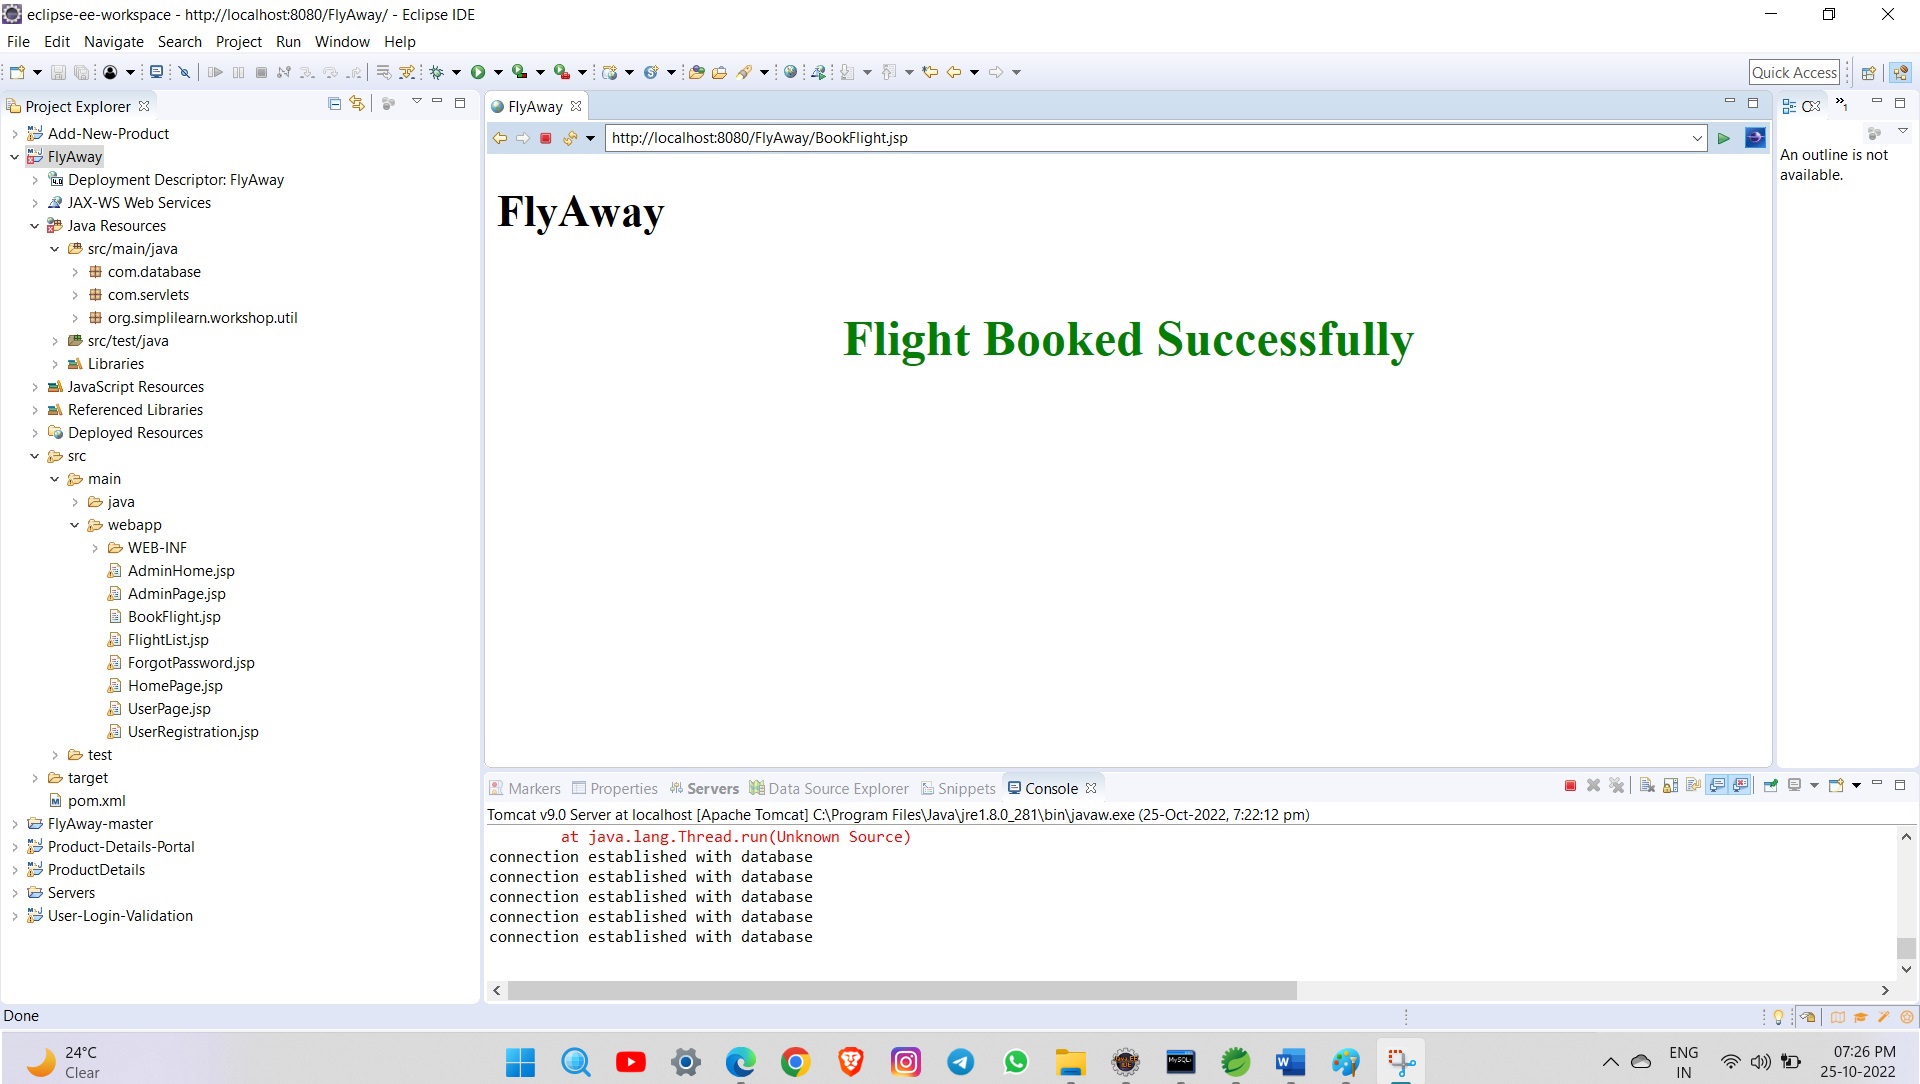 eclipse-ee-workspace - http://localhost:8080/FlyAway/ - Eclipse IDE
File Edit Navigate Search Project Run Window Help
Quick Access
Project Explorer
Add-New-Product
FlyAway
Deployment Descriptor: FlyAway
JAX-WS Web Services
Java Resources
src/main/java
com.database
com.servlets
org.simplilearn.workshop.util
src/test/java
Libraries
JavaScript Resources
Referenced Libraries
Deployed Resources
src
main
java
webapp
WEB-INF
AdminHome.jsp
AdminPage.jsp
BookFlight.jsp
FlightList.jsp
ForgotPassword.jsp
HomePage.jsp
UserPage.jsp
UserRegistration.jsp
test
target
pom.xml
FlyAway-master
Product-Details-Portal
ProductDetails
Servers
User-Login-Validation
FlyAway
http://localhost:8080/FlyAway/BookFlight.jsp
FlyAway
Flight Booked Successfully
An outline is not
available.
Markers Properties Servers Data Source Explorer Snippets Console
Tomcat v9.0 Server at localhost [Apache Tomcat] C:\Program Files\Java\jre1.8.0_281\bin\javaw.exe (25-Oct-2022, 7:22:12 pm)
at java.lang.Thread.run(Unknown Source)
connection established with database
connection established with database
connection established with database
connection established with database
connection established with database
Done
24°C
Clear
ENG
IN
07:26 PM
25-10-2022